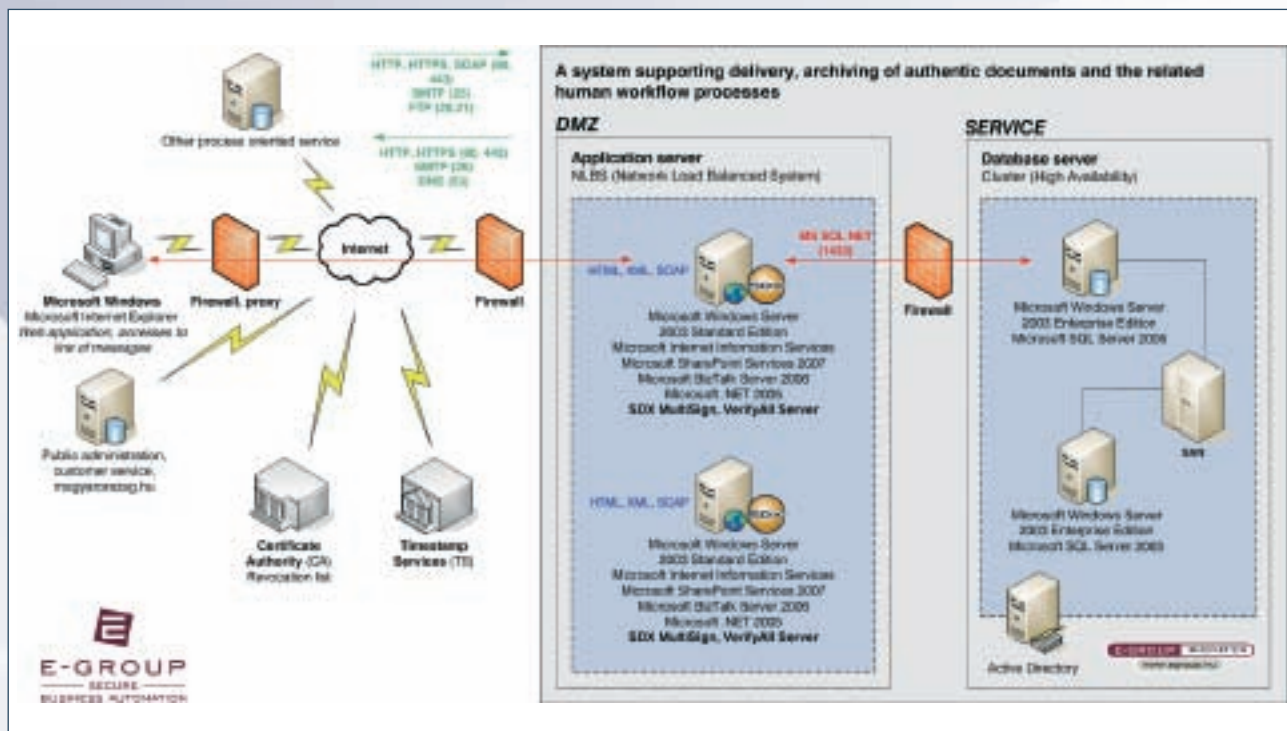 HTTP, HTTPS, SOAP (80,
443)
SMTP (25)
FTP (20,21)
HTTP, HTTPS (80, 443)
SMTP (25)
DNS (53)
Other process oriented service
Internet
Microsoft Windows
Microsoft Internet Explorer
Web application, accesses to
line of messages
Firewall, proxy
Firewall
Public administration,
customer service,
magyarorszag.hu
Certificate
Authority (CA)
Revocation list
Timestamp
Services (TS)
E-GROUP
SECURE
BUSINESS AUTOMATION
A system supporting delivery, archiving of authentic documents and the related
human workflow processes
DMZ
Application server
NLBS (Network Load Balanced System)
HTML, XML, SOAP
SDX
Microsoft Windows Server
2003 Standard Edition
Microsoft Internet Information Services
Microsoft SharePoint Services 2007
Microsoft BizTalk Server 2006
Microsoft .NET 2005
SDX MultiSign, VerifyAll Server
HTML, XML, SOAP
SDX
Microsoft Windows Server
2003 Standard Edition
Microsoft Internet Information Services
Microsoft SharePoint Services 2007
Microsoft BizTalk Server 2006
Microsoft .NET 2005
SDX MultiSign, VerifyAll Server
MS SQL NET
(1433)
Firewall
SERVICE
Database server
Cluster (High Availability)
Microsoft Windows Server
2003 Enterprise Edition
Microsoft SQL Server 2005
SAN
Microsoft Windows Server
2003 Enterprise Edition
Microsoft SQL Server 2005
Active Directory
E-GROUP